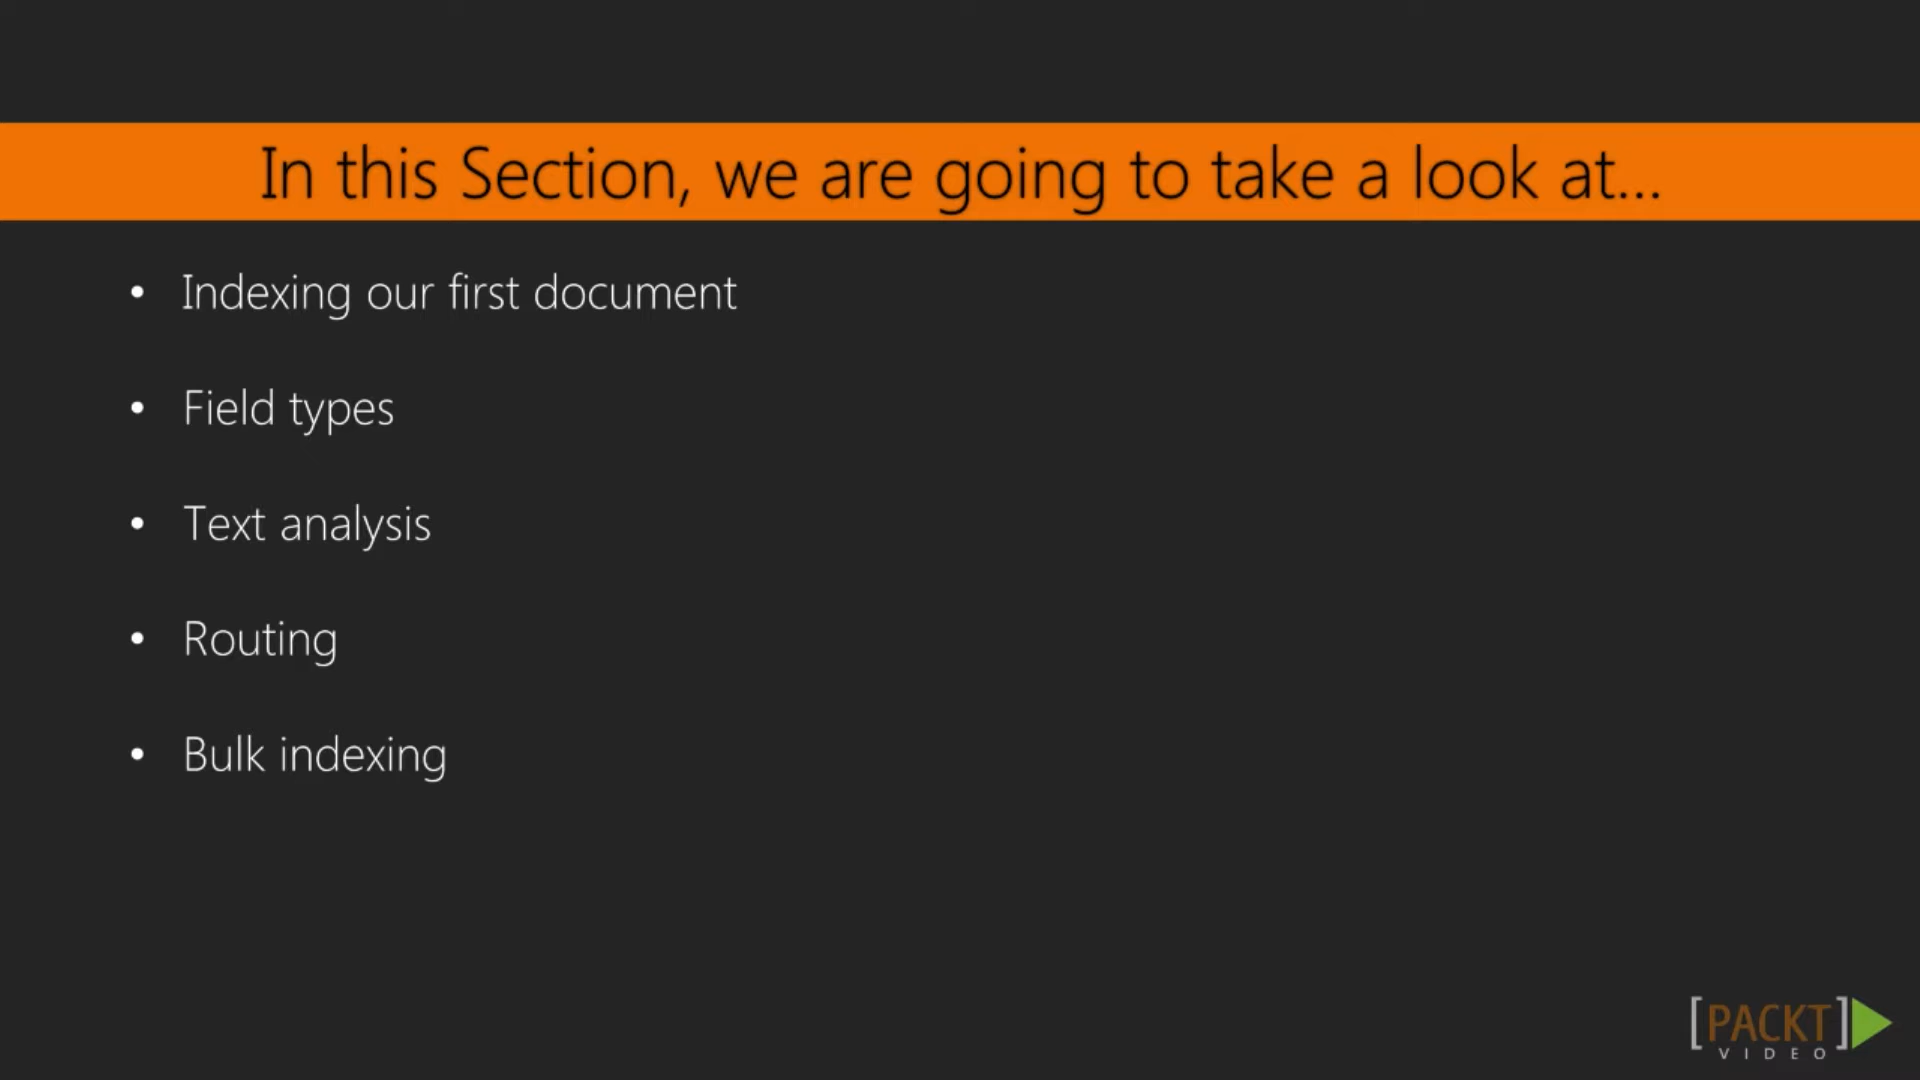 In this Section, we are going to take a look at...
• Indexing our first document
• Field types
• Text analysis
• Routing
• Bulk indexing
[PACKT]
VIDEO